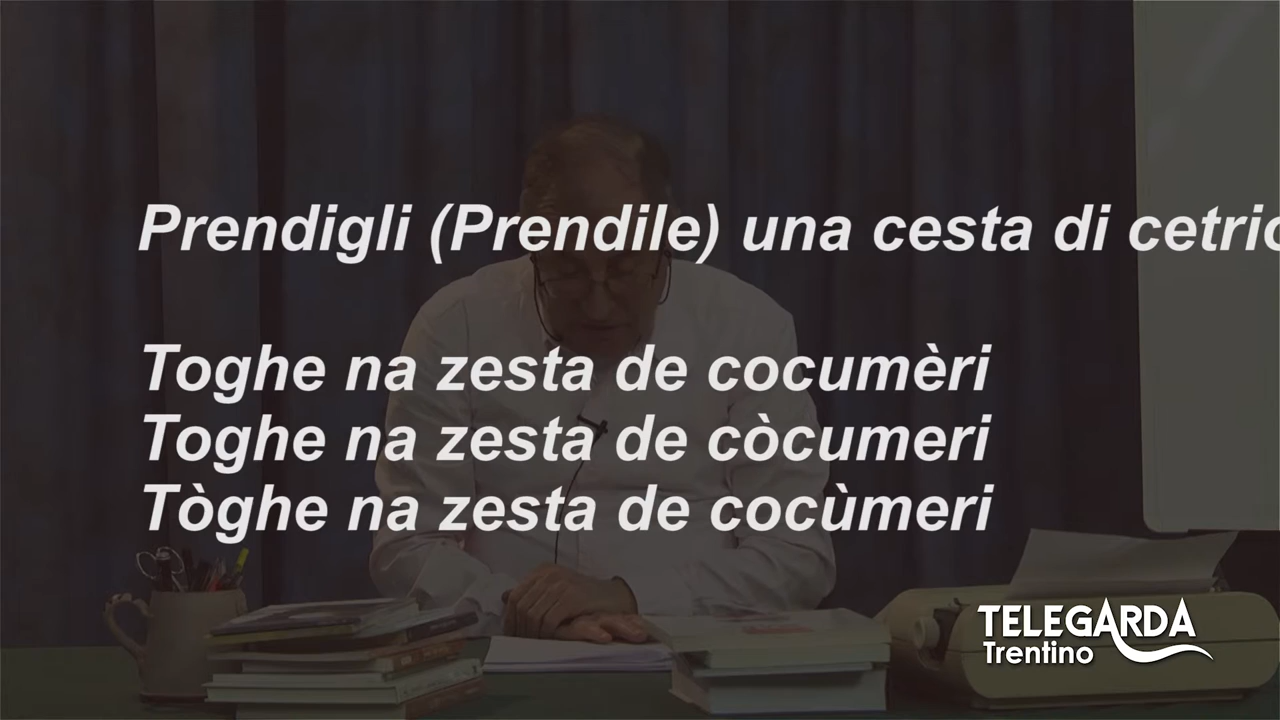 Prendigli (Prendile) una cesta di
Toghe na zesta de cocumèri
Toghe na zesta de còcumeri
Tòghe na zesta de cocùmeri
TELEGARDA
Trentino